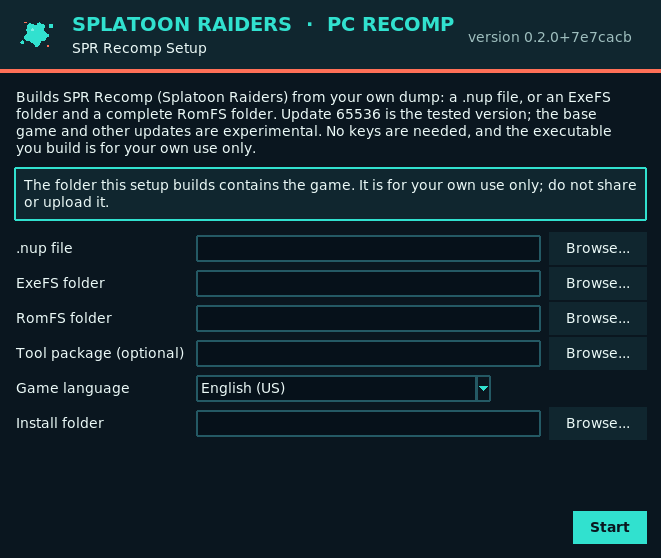 SPLATOON RAIDERS · PC RECOMP
SPR Recomp Setup
version 0.2.0+7e7cacb
Builds SPR Recomp (Splatoon Raiders) from your own dump: a .nup file, or an ExeFS
folder and a complete RomFS folder. Update 65536 is the tested version; the base
game and other updates are experimental. No keys are needed, and the executable
you build is for your own use only.
The folder this setup builds contains the game. It is for your own use only; do not share
or upload it.
.nup file
Browse...
ExeFS folder
Browse...
RomFS folder
Browse...
Tool package (optional)
Browse...
Game language
English (US)
Install folder
Browse...
Start